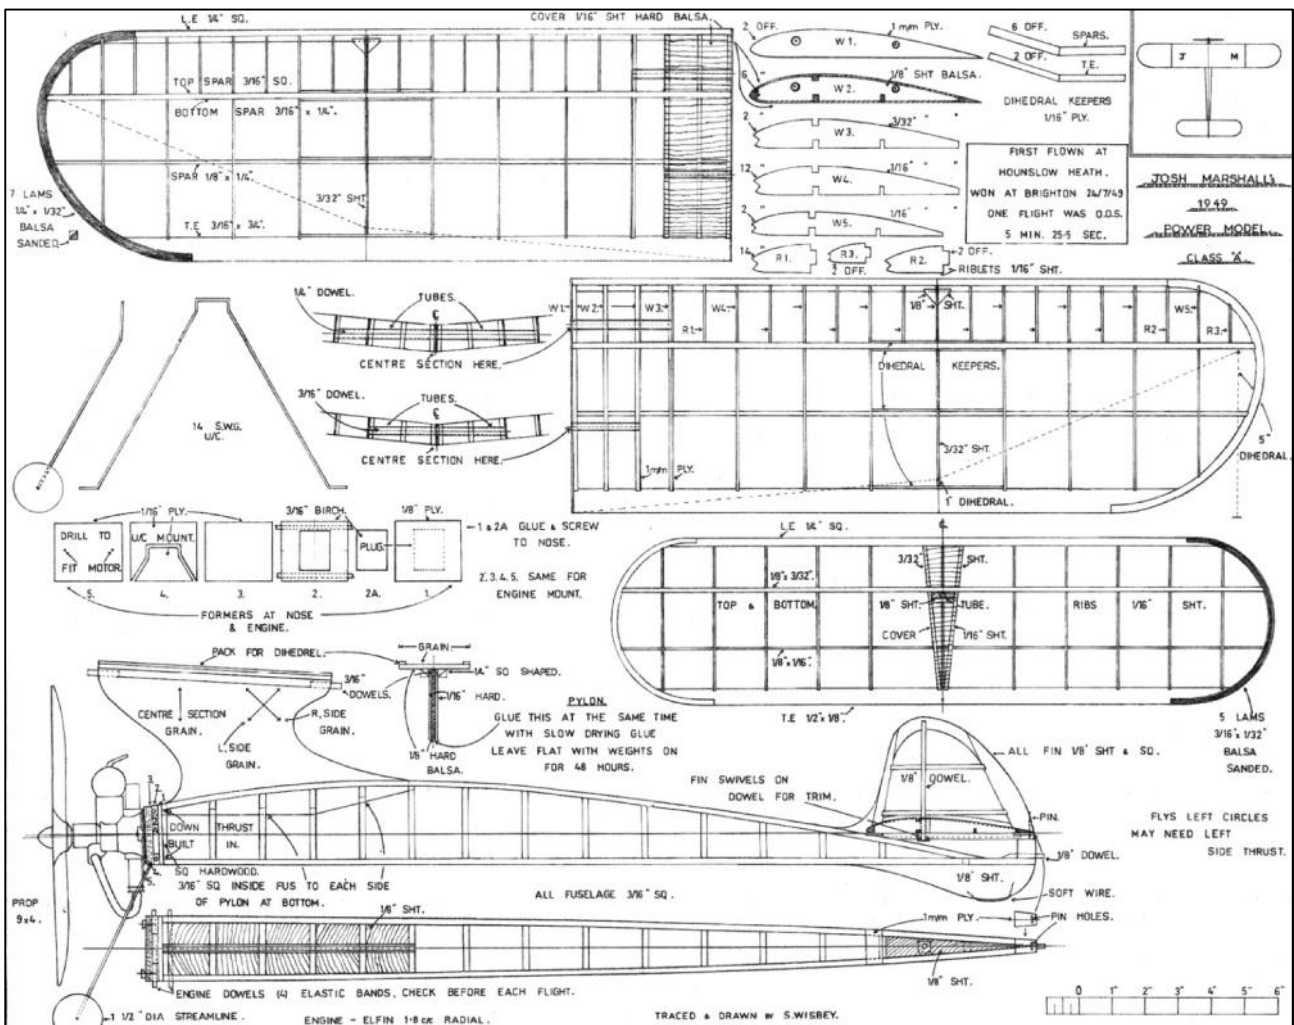 L.E 1/4" SQ.
COVER 1/16" SHT HARD BALSA.
TOP SPAR 3/16" SQ.
BOTTOM SPAR 3/16" x 1/4".
SPAR 1/8" x 1/4".
3/32" SHT.
T.E 3/16" x 3/4".
7 LAMS
1/4" x 1/32"
BALSA
SANDED.
2 OFF.
1 m/m PLY.
W 1.
6 "
1/8" SHT BALSA.
W 2.
2 "
3/32" " "
W 3.
12 "
1/16" " "
W4.
2 "
1/16" " "
W5.
14 "
R 1.
R3.
2 OFF.
R2.
2 OFF.
RIBLETS 1/16" SHT.
6 OFF.
SPARS.
2 OFF.
T.E.
DIHEDRAL KEEPERS
1/16" PLY.
J M
FIRST FLOWN AT
HOUNSLOW HEATH.
WON AT BRIGHTON 24/7/49
ONE FLIGHT WAS O.O.S.
5 MIN. 25·5 SEC.
JOSH MARSHALL'S
1949
POWER MODEL
CLASS "A".
1/4" DOWEL.
TUBES.
CENTRE SECTION HERE.
3/16" DOWEL.
TUBES.
CENTRE SECTION HERE.
14 S.W.G.
U/C.
W1. W2. W3. W4. R1.
1/8" SHT.
W5. R2 R3.
DIHEDRAL KEEPERS.
3/32" SHT.
1 m/m PLY.
1" DIHEDRAL.
5"
DIHEDRAL.
1/16" PLY.
3/16" BIRCH.
1/8" PLY.
DRILL TO
FIT MOTOR.
U/C MOUNT.
PLUG.
5. 4. 3. 2. 2A. 1.
FORMERS AT NOSE
& ENGINE.
1 & 2A GLUE & SCREW
TO NOSE.
2, 3, 4, 5, SAME FOR
ENGINE MOUNT.
L.E 1/4" SQ.
3/32" SHT.
1/8" x 3/32".
TOP & BOTTOM.
1/8" SHT. TUBE.
RIBS 1/16" SHT.
COVER 1/16" SHT.
1/8" x 1/16".
T.E 1/2" x 1/8".
5 LAMS
3/16" x 1/32"
BALSA
SANDED.
PACK FOR DIHEDREL.
3/16"
DOWELS.
CENTRE SECTION
GRAIN.
R, SIDE
GRAIN.
L, SIDE
GRAIN.
GRAIN.
1/4" SQ SHAPED.
1/16" HARD.
1/8" HARD
BALSA.
PYLON.
GLUE THIS AT THE SAME TIME
WITH SLOW DRYING GLUE
LEAVE FLAT WITH WEIGHTS ON
FOR 48 HOURS.
FIN SWIVELS ON
DOWEL FOR TRIM.
1/8" DOWEL.
ALL FIN 1/8" SHT & SQ.
PIN.
FLYS LEFT CIRCLES
MAY NEED LEFT
SIDE THRUST.
3. 2. 1.
DOWN THRUST
BUILT IN.
4.
5.
SQ HARDWOOD.
3/16" SQ INSIDE FUS TO EACH SIDE
OF PYLON AT BOTTOM.
ALL FUSELAGE 3/16" SQ.
1/8" DOWEL.
1/8" SHT.
SOFT WIRE.
PROP
9x4.
1/8" SHT.
1 m/m PLY.
PIN HOLES.
1/8" SHT.
ENGINE DOWELS (4) ELASTIC BANDS, CHECK BEFORE EACH FLIGHT.
1 1/2" DIA STREAMLINE.
ENGINE - ELFIN 1·8 cc RADIAL.
TRACED & DRAWN BY S.WISBEY.
0 1" 2" 3" 4" 5" 6"